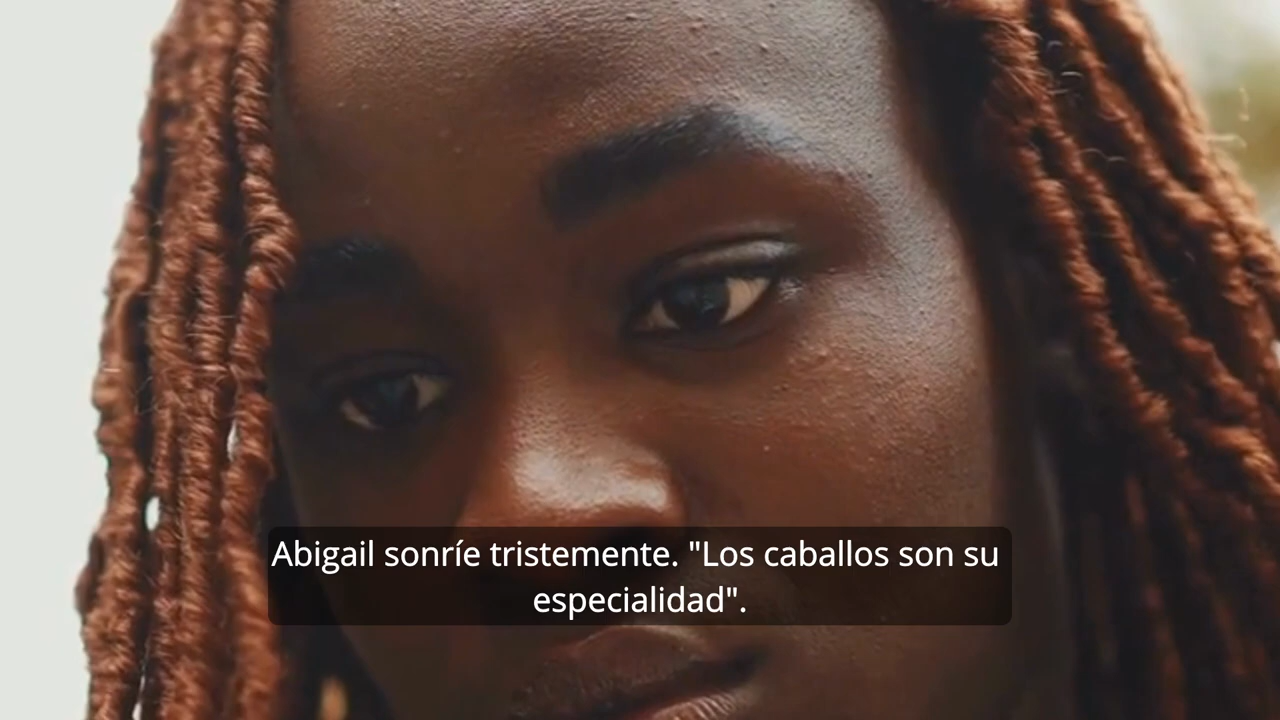 Abigail sonríe tristemente. "Los caballos son su
especialidad".